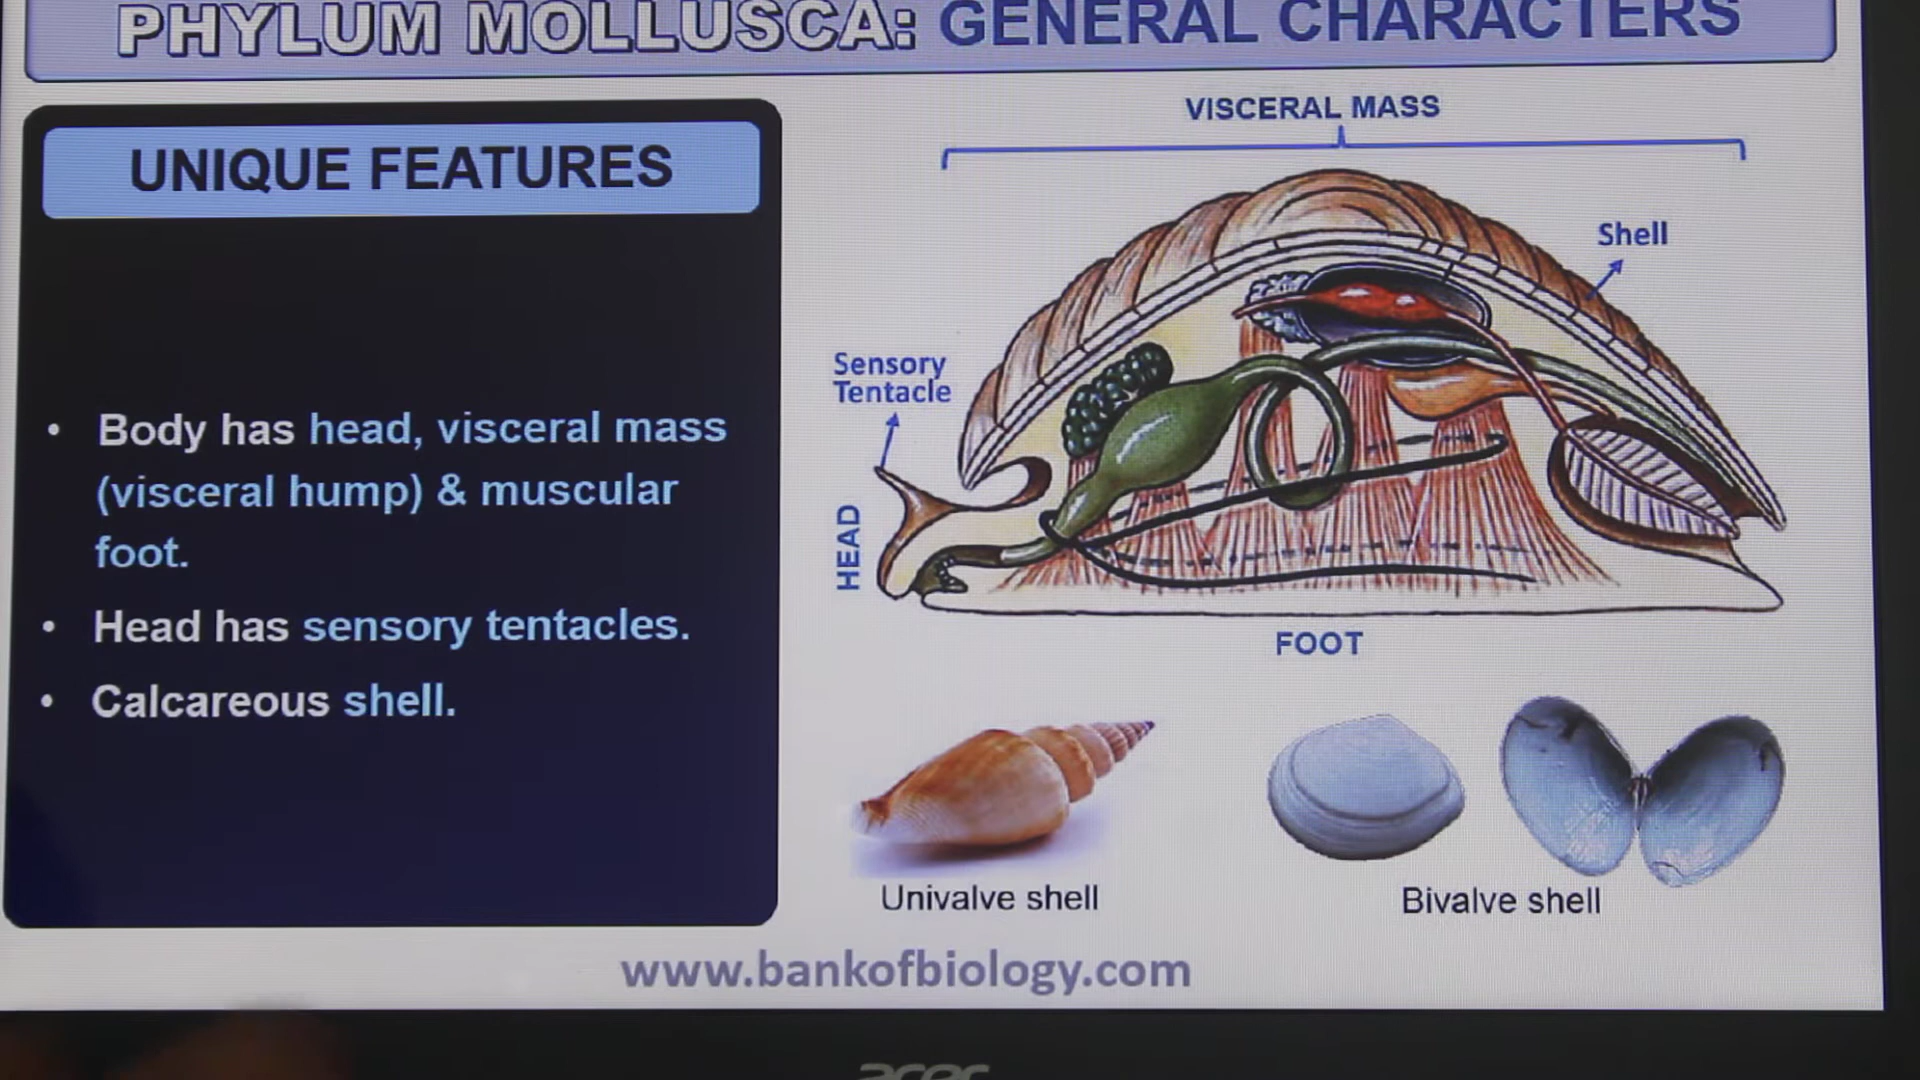 PHYLUM MOLLUSCA: GENERAL CHARACTERS
UNIQUE FEATURES
• Body has head, visceral mass
(visceral hump) & muscular
foot.
• Head has sensory tentacles.
• Calcareous shell.
VISCERAL MASS
Shell
Sensory
Tentacle
HEAD
FOOT
Univalve shell
Bivalve shell
www.bankofbiology.com
acer